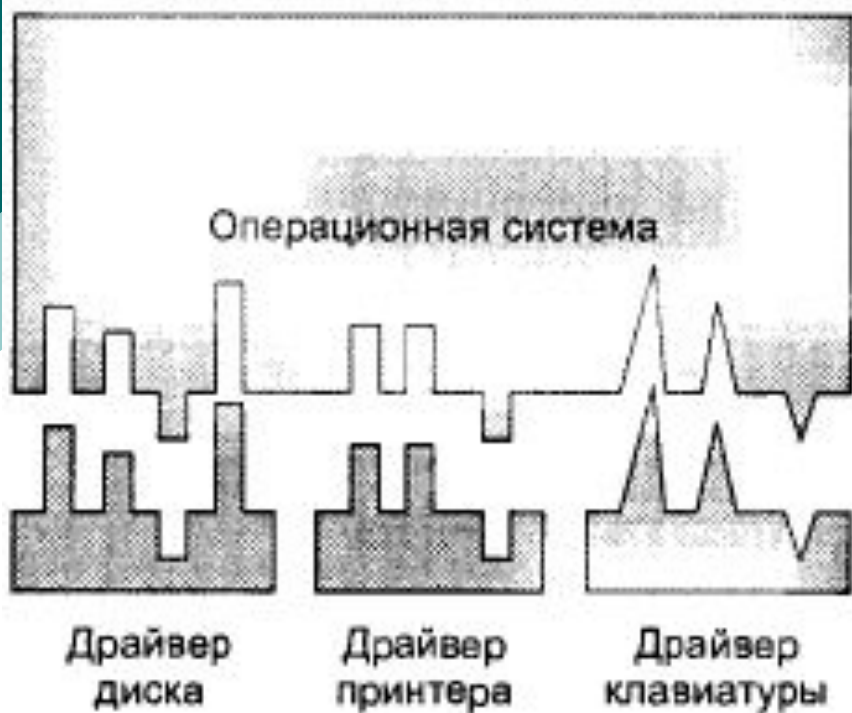 Операционная система
Драйвер
диска
Драйвер
принтера
Драйвер
клавиатуры